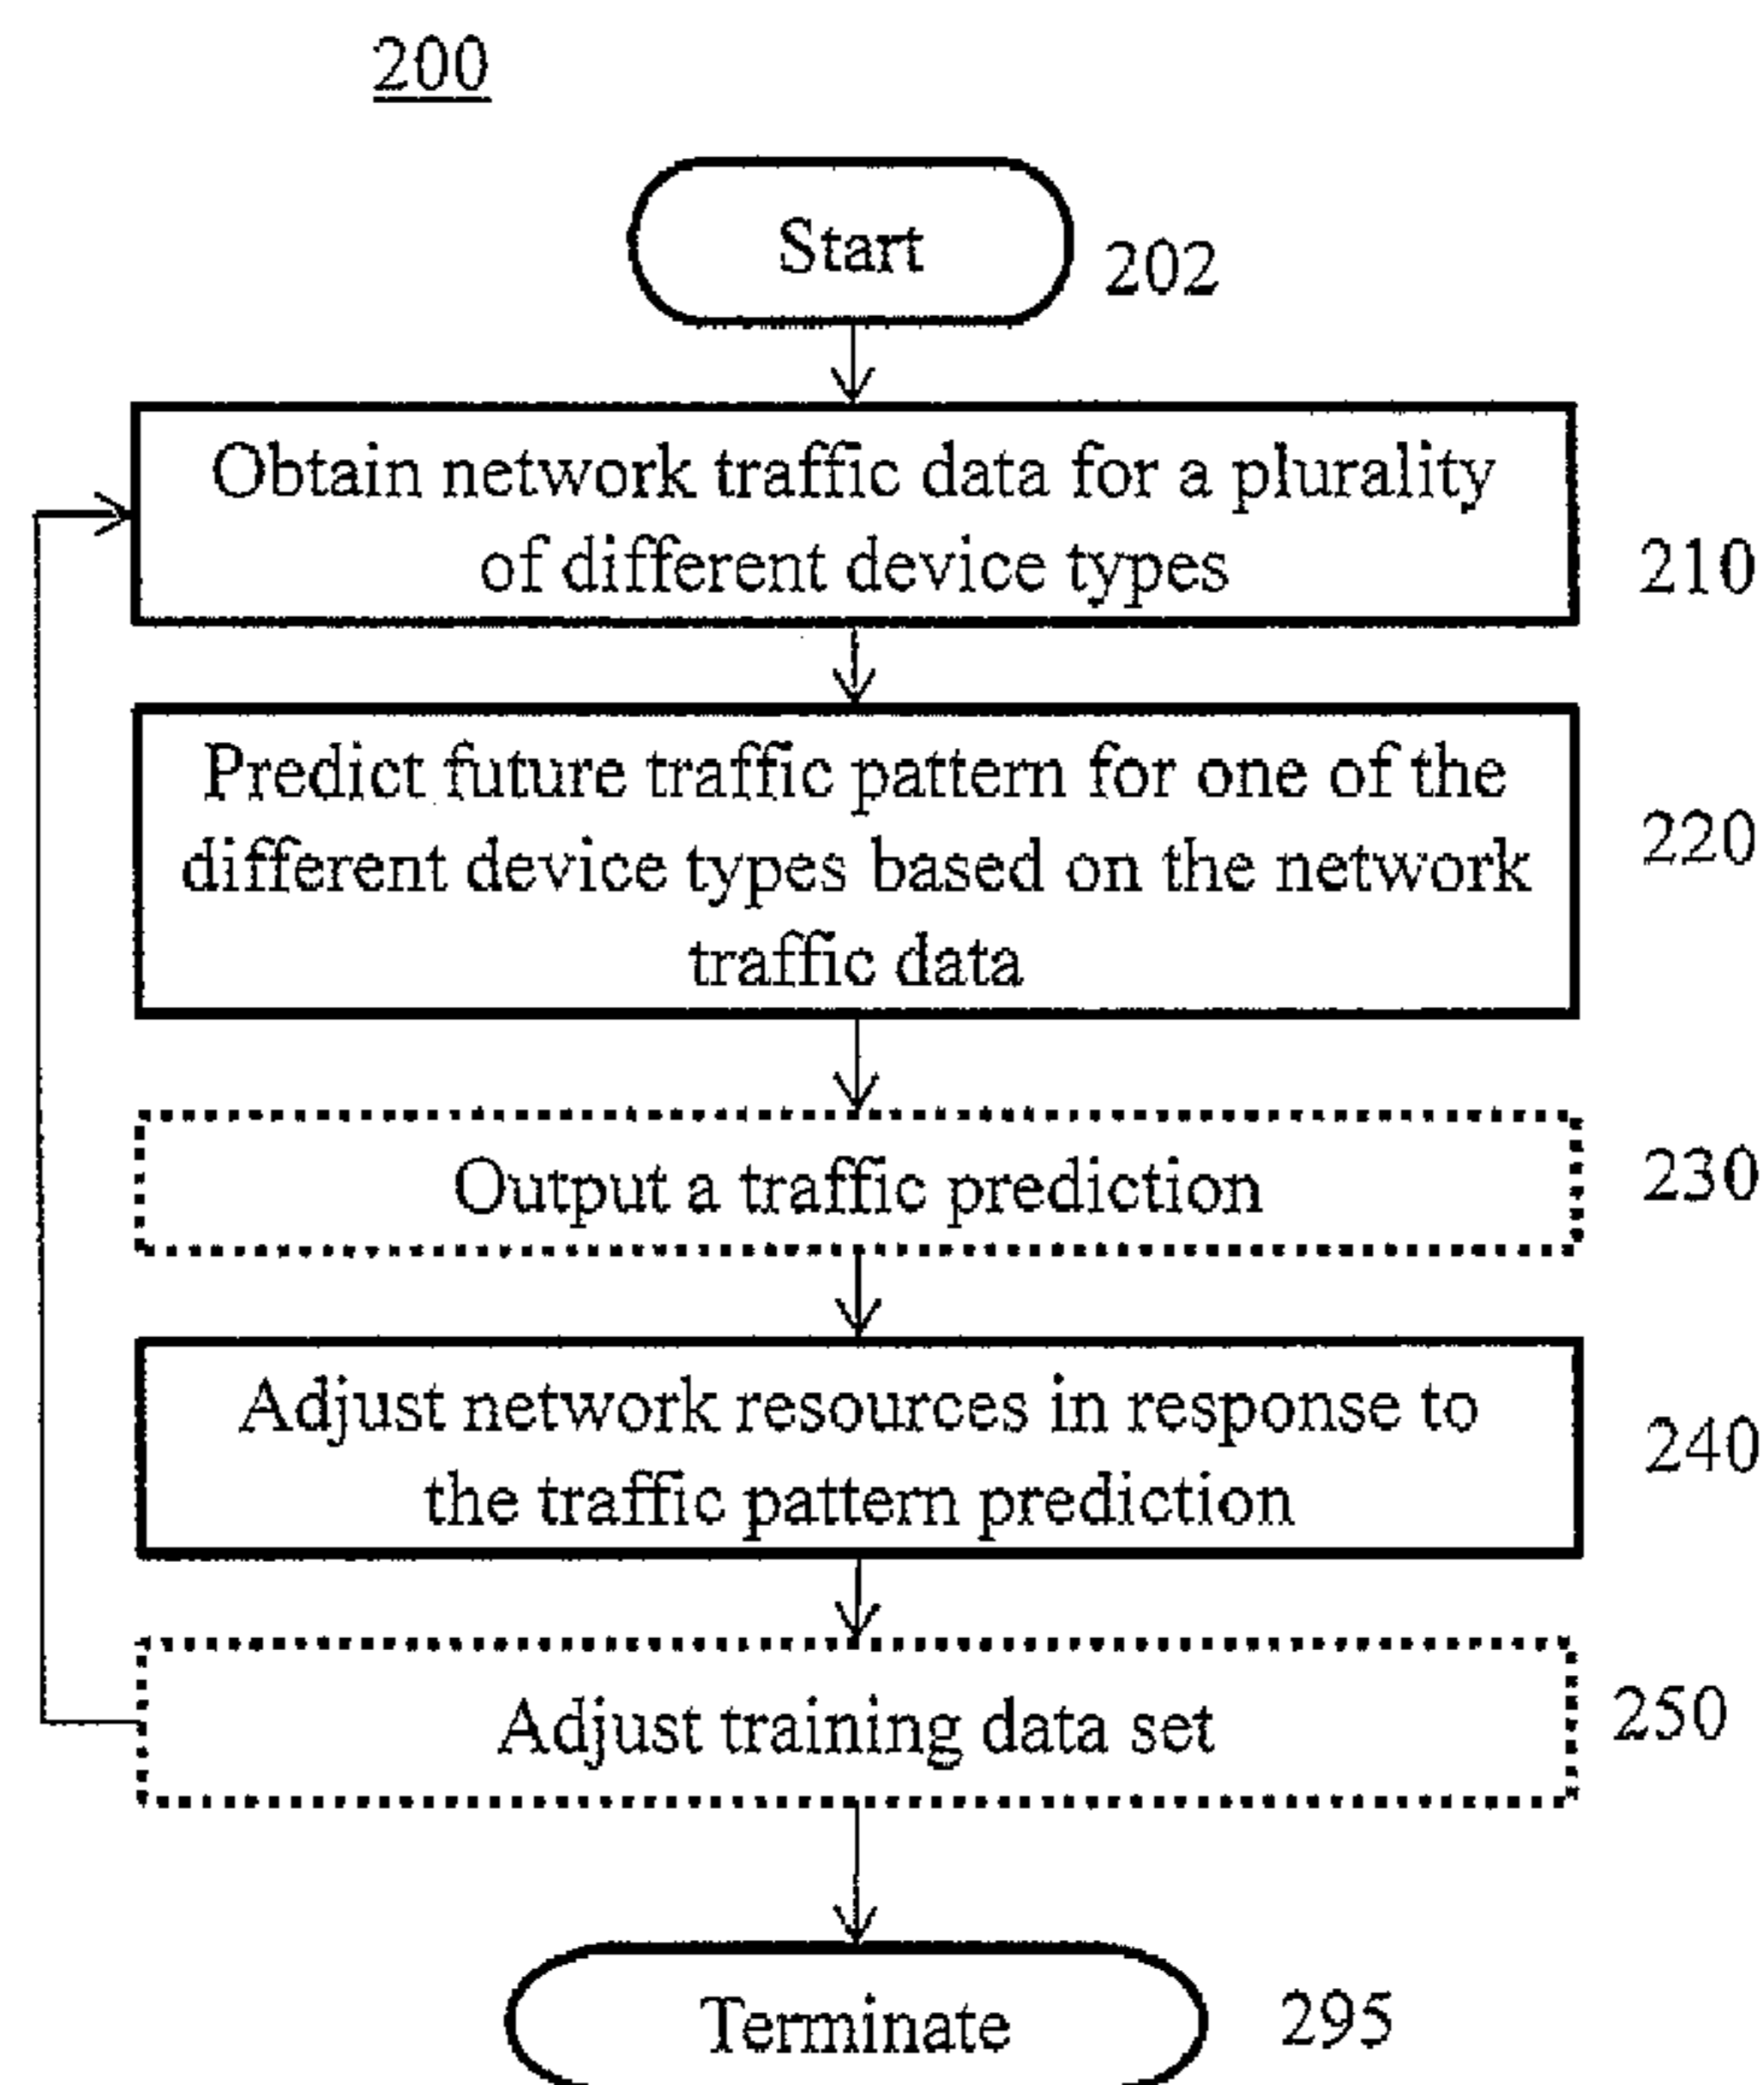 200
Start
202
Obtain network traffic data for a plurality
of different device types
210
Predict future traffic pattern for one of the
different device types based on the network
traffic data
220
Output a traffic prediction
230
Adjust network resources in response to
the traffic pattern prediction
240
Adjust training data set
250
Terminate
295